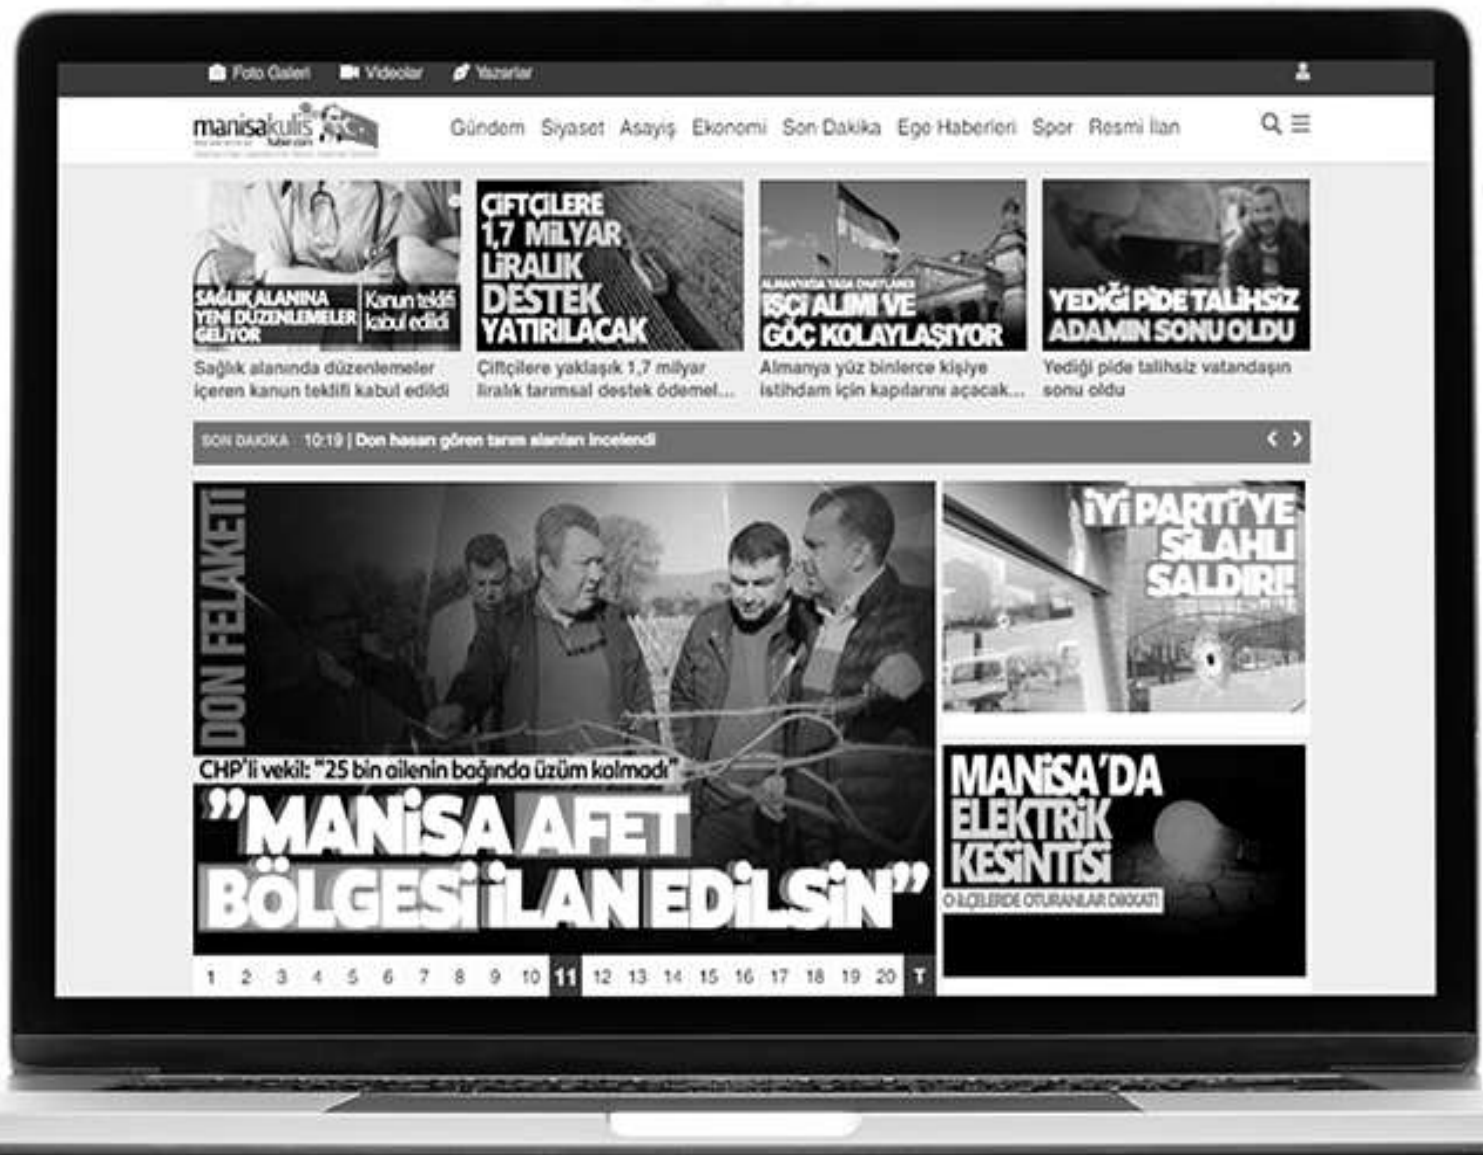 Foto Galeri Videolar Yazarlar
manisakulis
haber.com
Gündem Siyaset Asayiş Ekonomi Son Dakika Ege Haberleri Spor Resmi İlan
SAĞLIK ALANINA
YENİ DÜZENLEMELER
GELİYOR
Kanun teklifi
kabul edildi
ÇİFTÇİLERE
1,7 MİLYAR
LİRALIK
DESTEK
YATIRILACAK
ALMANYA'DA YASA ONAYLANDI
İŞÇİ ALIMI VE
GÖÇ KOLAYLAŞIYOR
YEDİĞİ PİDE TALİHSİZ
ADAMIN SONU OLDU
Sağlık alanında düzenlemeler
içeren kanun teklifi kabul edildi
Çiftçilere yaklaşık 1,7 milyar
liralık tarımsal destek ödemel...
Almanya yüz binlerce kişiye
istihdam için kapılarını açacak...
Yediği pide talihsiz vatandaşın
sonu oldu
SON DAKİKA 10:19 | Don hasarı gören tarım alanları incelendi
DON FELAKETİ
CHP'li vekil: "25 bin ailenin bağında üzüm kalmadı"
"MANİSA AFET
BÖLGESİ İLAN EDİLSİN"
1 2 3 4 5 6 7 8 9 10 11 12 13 14 15 16 17 18 19 20 T
İYİ PARTİ'YE
SİLAHLI
SALDIRI!
MANİSA'DA
ELEKTRİK
KESİNTİSİ
O İLÇELERDE OTURANLAR DİKKAT!